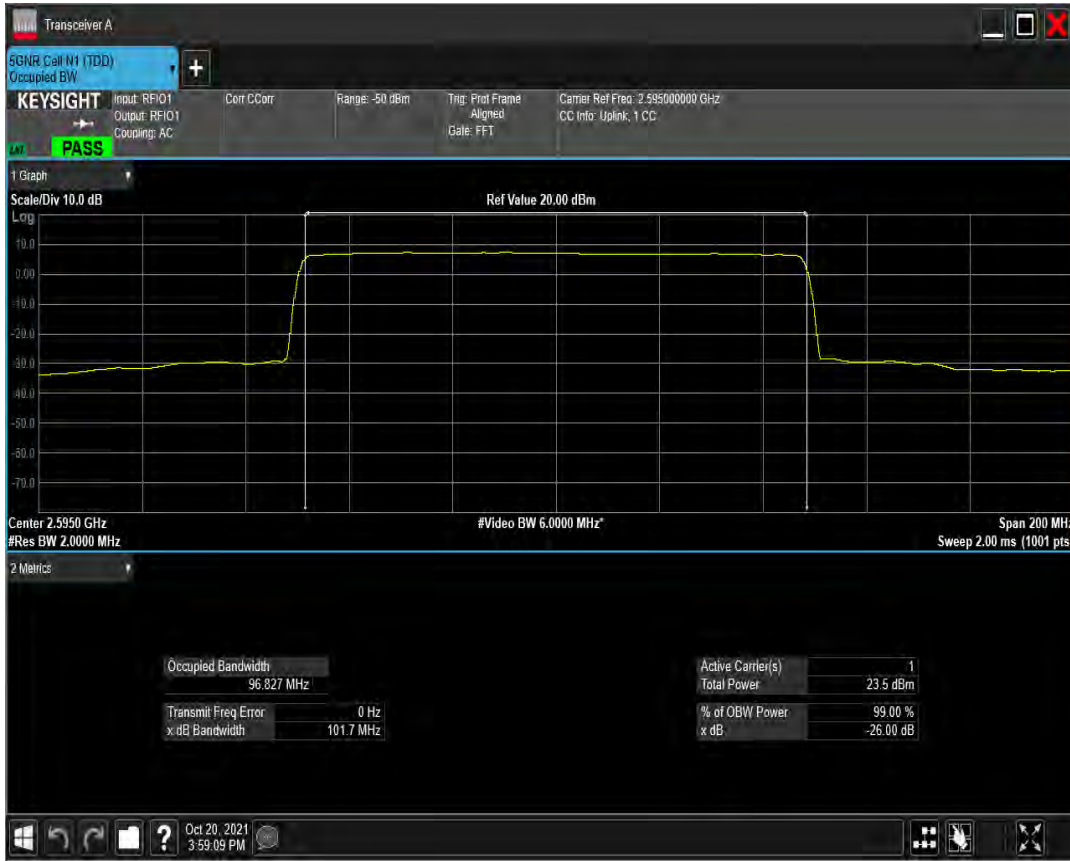 Transceiver A
5GNR Cell N1 (TDD)
Occupied BW
+
KEYSIGHT
Input: RFIO1
Output: RFIO1
Coupling: AC
PASS
Corr CCorr
Range: -50 dBm
Trig: Prot Frame
Aligned
Gate: FFT
Carrier Ref Freq: 2.595000000 GHz
CC Info: Uplink, 1 CC
1 Graph
Scale/Div 10.0 dB
Ref Value 20.00 dBm
Log
10.0
0.00
-10.0
-20.0
-30.0
-40.0
-50.0
-60.0
-70.0
Center 2.5950 GHz
#Video BW 6.0000 MHz*
Span 200 MHz
#Res BW 2.0000 MHz
Sweep 2.00 ms (1001 pts
2 Metrics
Occupied Bandwidth
96.827 MHz
Transmit Freq Error 0 Hz
x dB Bandwidth 101.7 MHz
Active Carrier(s) 1
Total Power 23.5 dBm
% of OBW Power 99.00 %
x dB -26.00 dB
?
Oct 20, 2021
3:59:09 PM